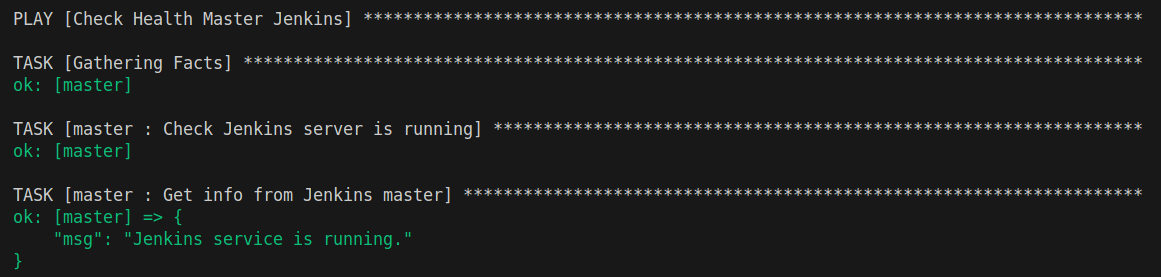 PLAY [Check Health Master Jenkins] ******************************************************************************
TASK [Gathering Facts] ******************************************************************************************
ok: [master]
TASK [master : Check Jenkins server is running] *****************************************************************
ok: [master]
TASK [master : Get info from Jenkins master] ********************************************************************
ok: [master] => {
    "msg": "Jenkins service is running."
}